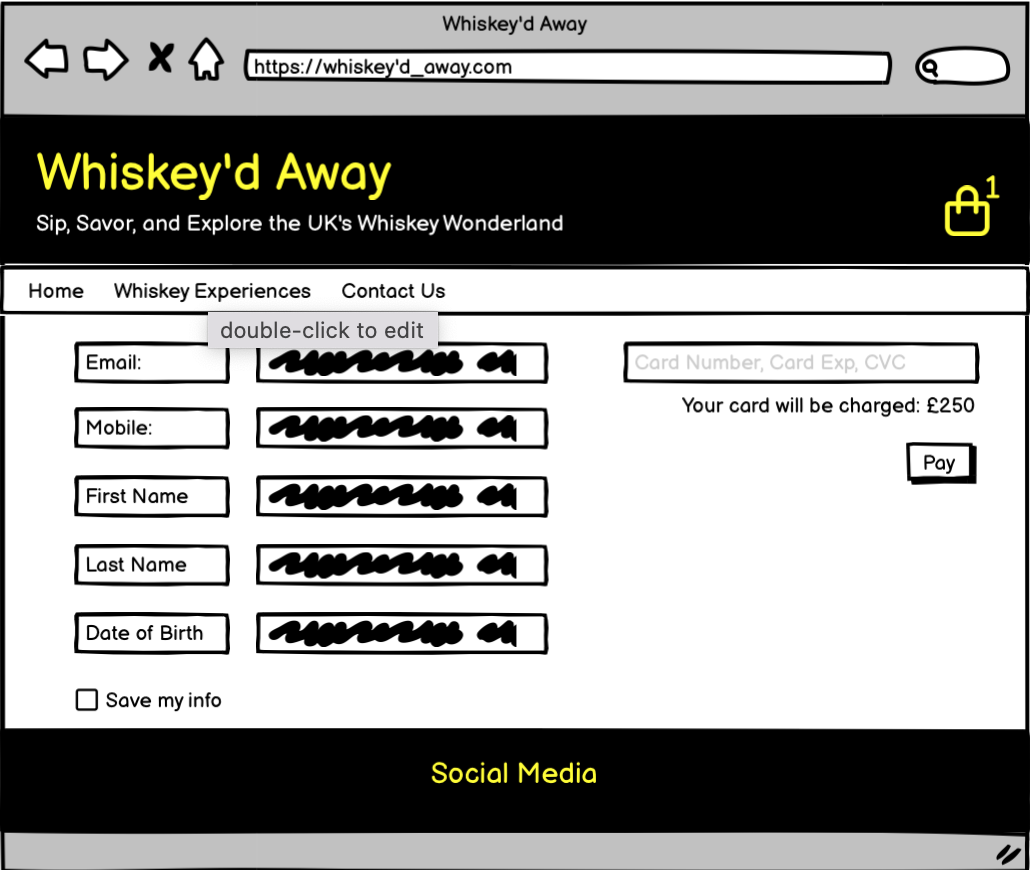 Whiskey'd Away
https://whiskey'd_away.com
Whiskey'd Away
1
Sip, Savor, and Explore the UK's Whiskey Wonderland
Home Whiskey Experiences Contact Us
double-click to edit
Email:
Card Number, Card Exp, CVC
Your card will be charged: £250
Mobile:
Pay
First Name
Last Name
Date of Birth
Save my info
Social Media